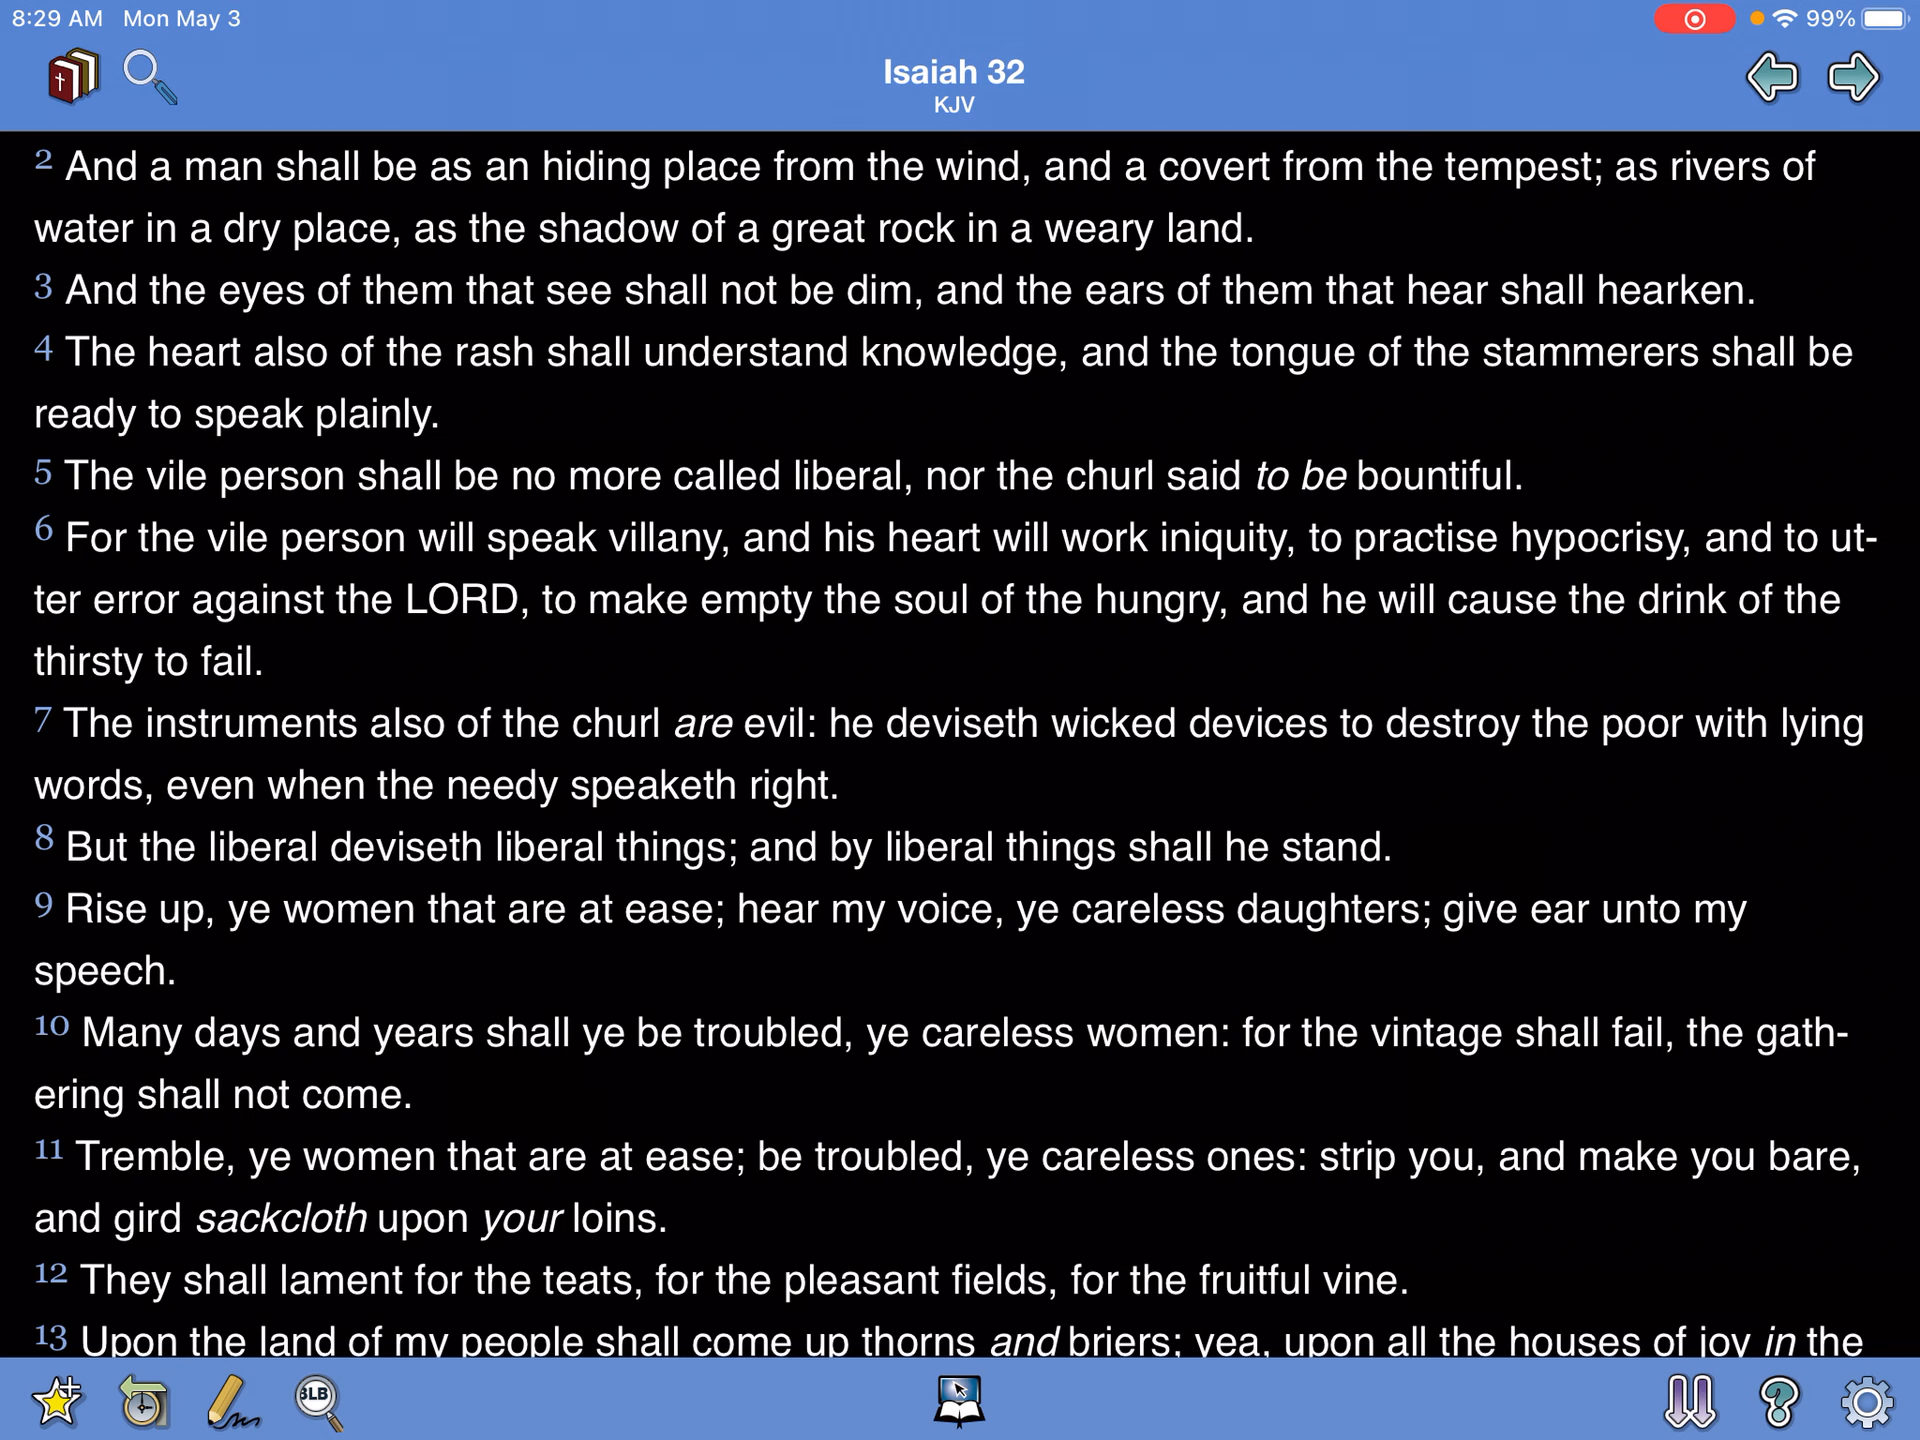 8:29 AM Mon May 3
99%
Isaiah 32
KJV
2 And a man shall be as an hiding place from the wind, and a covert from the tempest; as rivers of
water in a dry place, as the shadow of a great rock in a weary land.
3 And the eyes of them that see shall not be dim, and the ears of them that hear shall hearken.
4 The heart also of the rash shall understand knowledge, and the tongue of the stammerers shall be
ready to speak plainly.
5 The vile person shall be no more called liberal, nor the churl said to be bountiful.
6 For the vile person will speak villany, and his heart will work iniquity, to practise hypocrisy, and to ut-
ter error against the LORD, to make empty the soul of the hungry, and he will cause the drink of the
thirsty to fail.
7 The instruments also of the churl are evil: he deviseth wicked devices to destroy the poor with lying
words, even when the needy speaketh right.
8 But the liberal deviseth liberal things; and by liberal things shall he stand.
9 Rise up, ye women that are at ease; hear my voice, ye careless daughters; give ear unto my
speech.
10 Many days and years shall ye be troubled, ye careless women: for the vintage shall fail, the gath-
ering shall not come.
11 Tremble, ye women that are at ease; be troubled, ye careless ones: strip you, and make you bare,
and gird sackcloth upon your loins.
12 They shall lament for the teats, for the pleasant fields, for the fruitful vine.
13 Upon the land of my people shall come up thorns and briers; yea, upon all the houses of joy in the
BLB